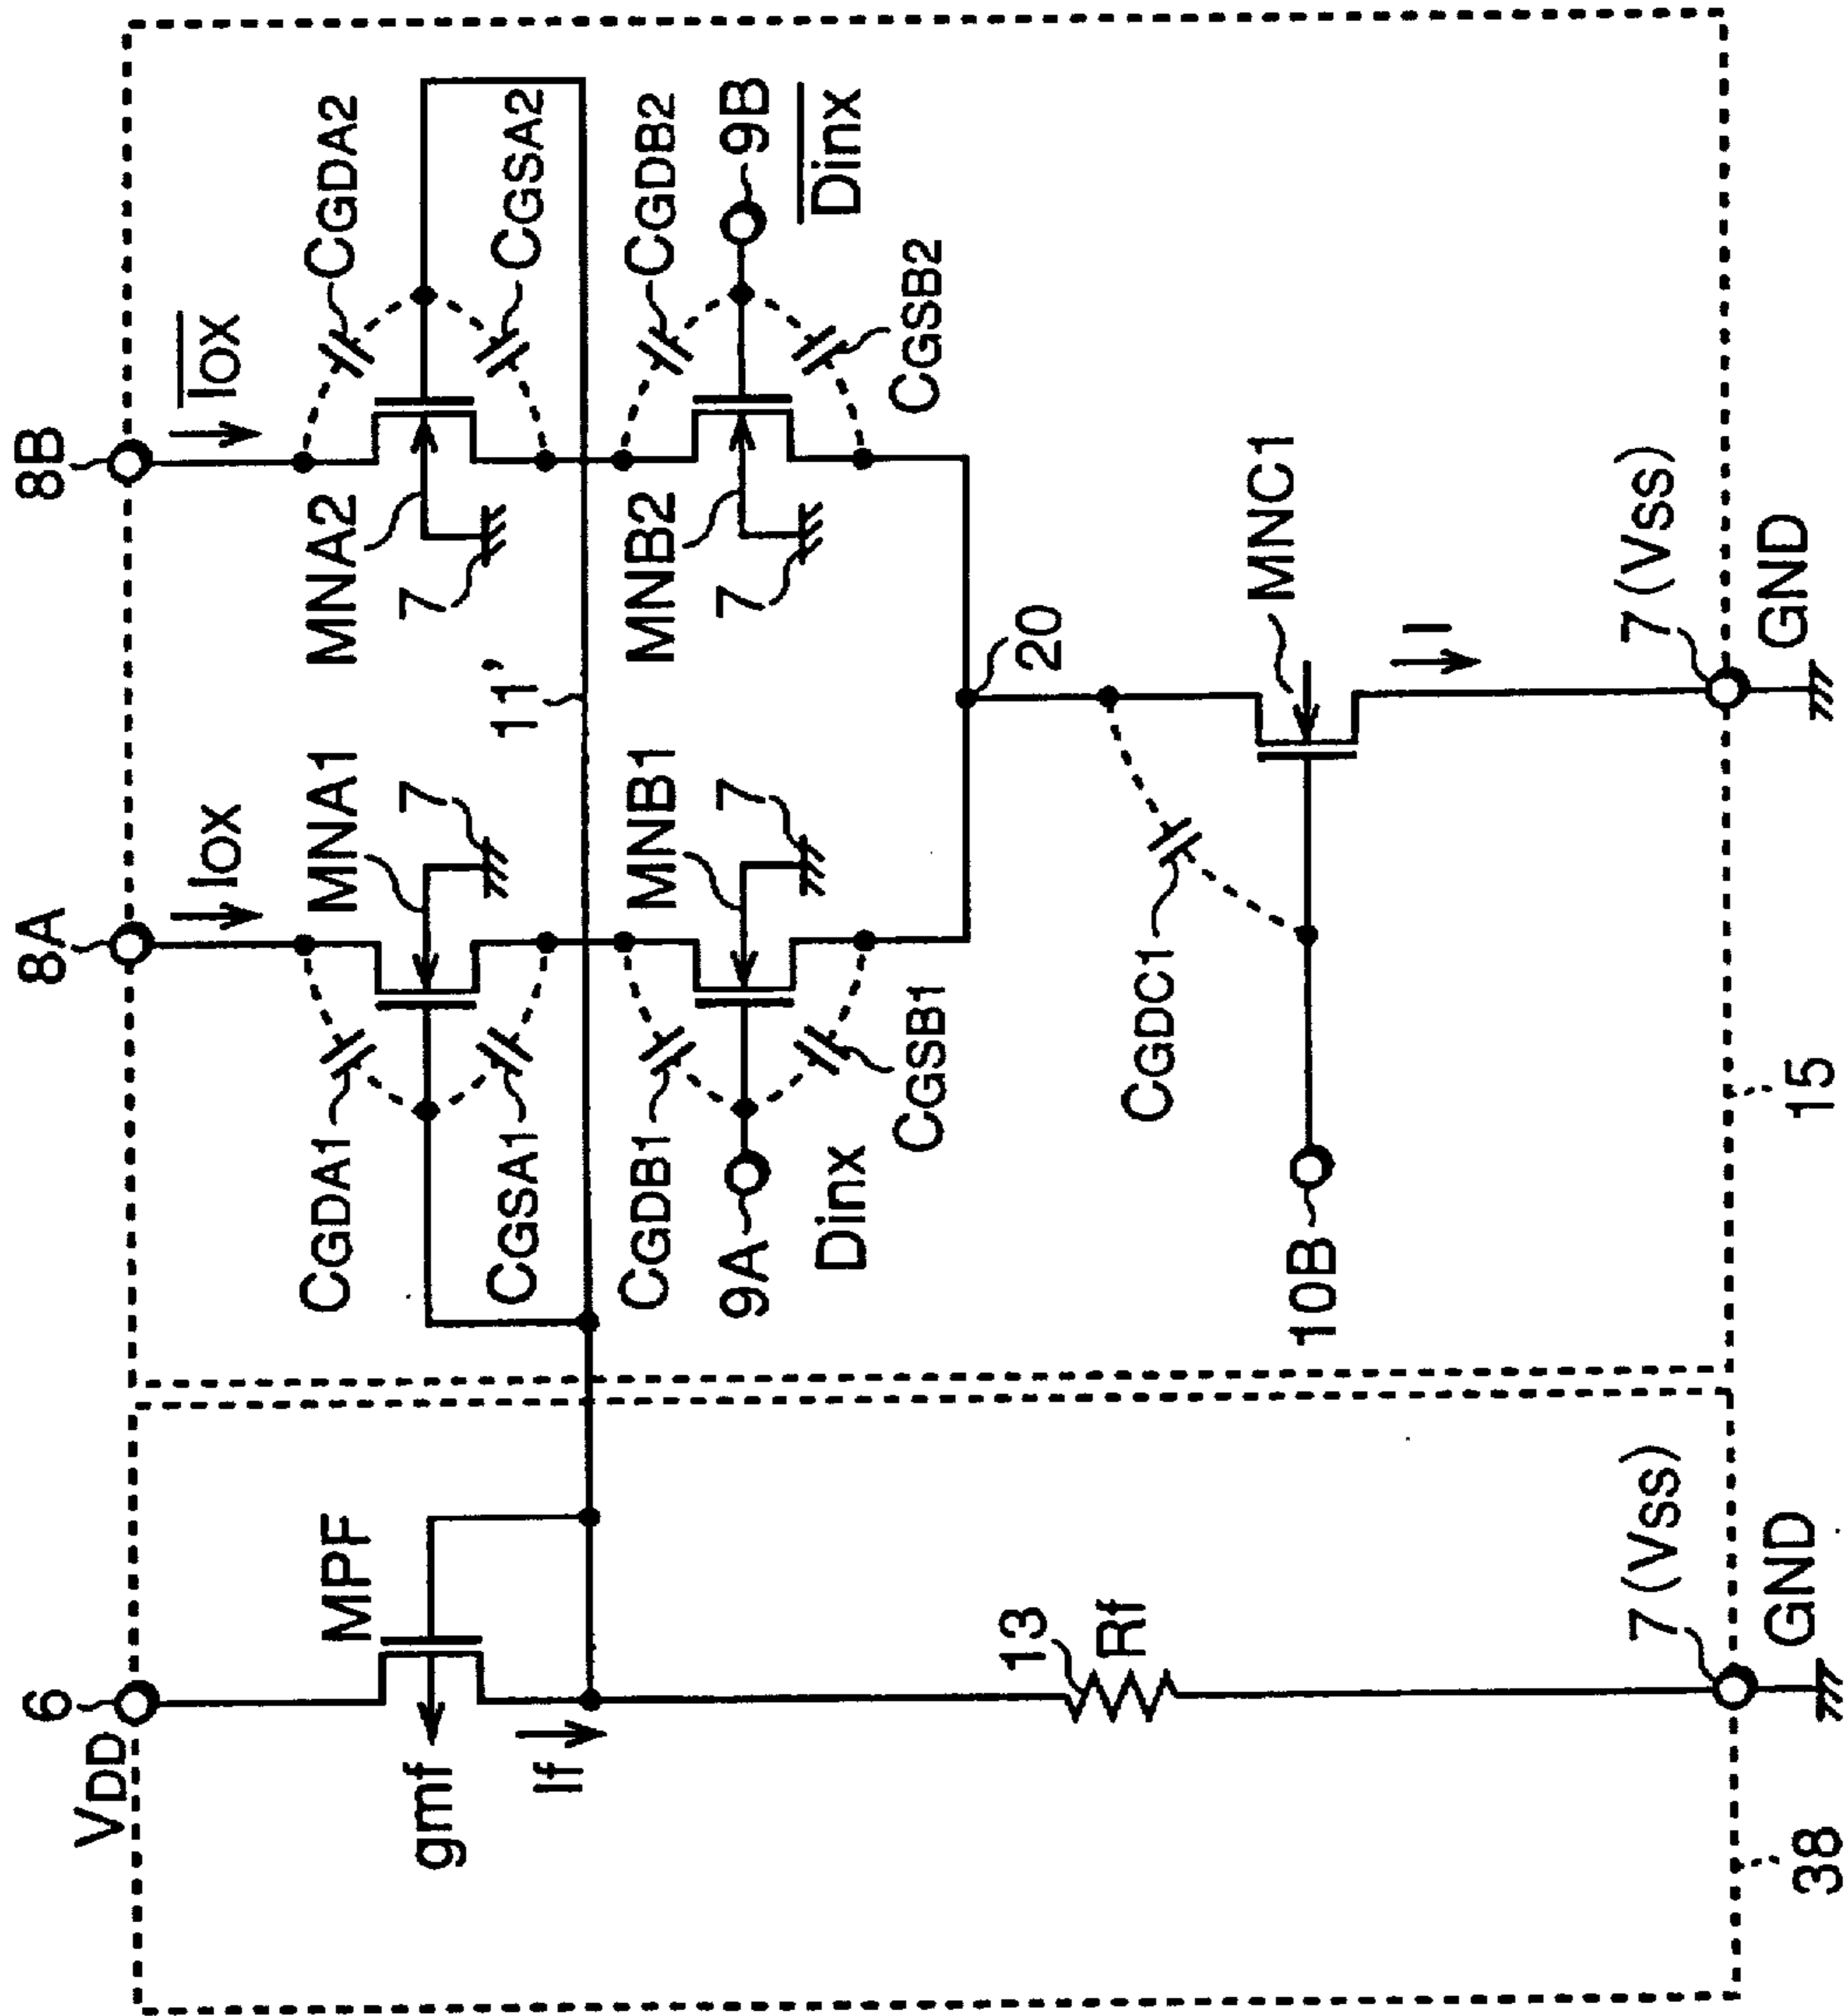 6
VDD
MPF
gmf
If
13
Rf
7 (VSS)
GND
38
8A
Iox
8B
Iox
MNA1
7
CGDA1
CGSA1
MNA2
7
CGDA2
CGSA2
11'
MNB1
7
CGDB1
CGSB1
9A
Dinx
MNB2
7
CGDB2
CGSB2
9B
Dinx
20
CGDC1
MNC1
10B
I
7 (VSS)
GND
15